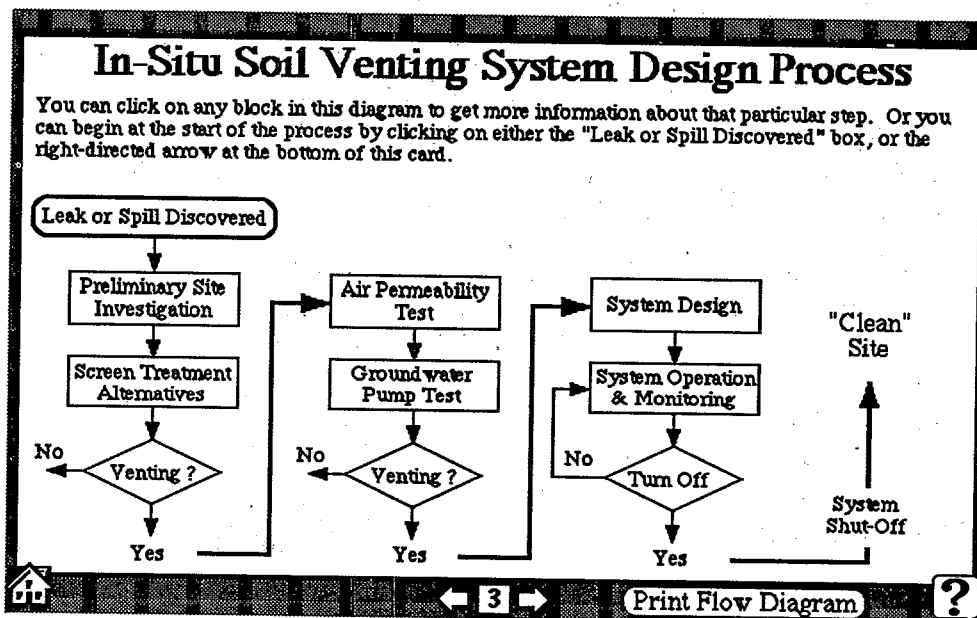 In-Situ Soil Venting System Design Process
You can click on any block in this diagram to get more information about that particular step. Or you
can begin at the start of the process by clicking on either the "Leak or Spill Discovered" box, or the
right-directed arrow at the bottom of this card.
Leak or Spill Discovered
Preliminary Site
Investigation
Screen Treatment
Alternatives
No
Venting ?
Yes
Air Permeability
Test
Groundwater
Pump Test
No
Venting ?
Yes
System Design
System Operation
& Monitoring
No
Turn Off
Yes
"Clean"
Site
System
Shut-Off
3
Print Flow Diagram
?